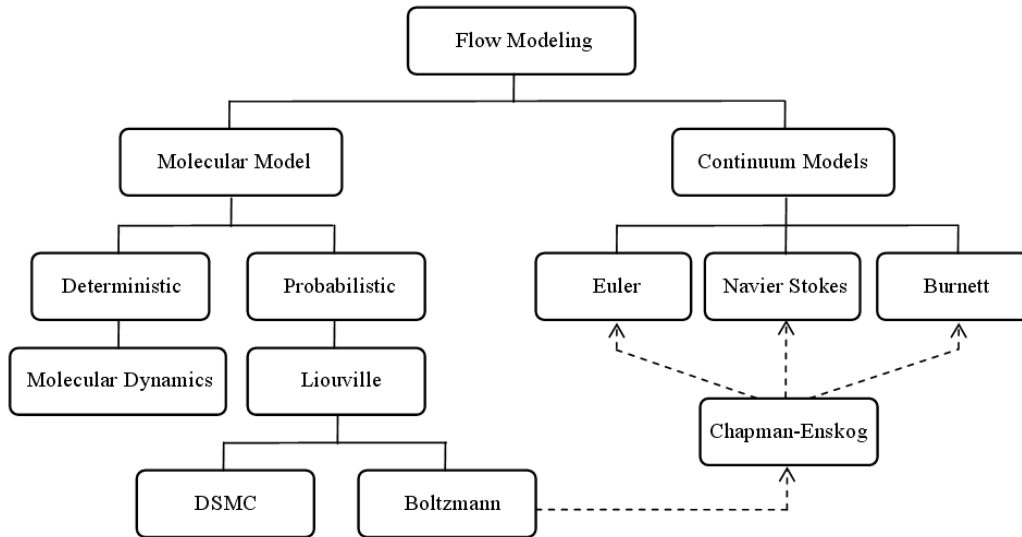 Flow Modeling
Molecular Model
Continuum Models
Deterministic
Probabilistic
Euler
Navier Stokes
Burnett
Molecular Dynamics
Liouville
Chapman-Enskog
DSMC
Boltzmann